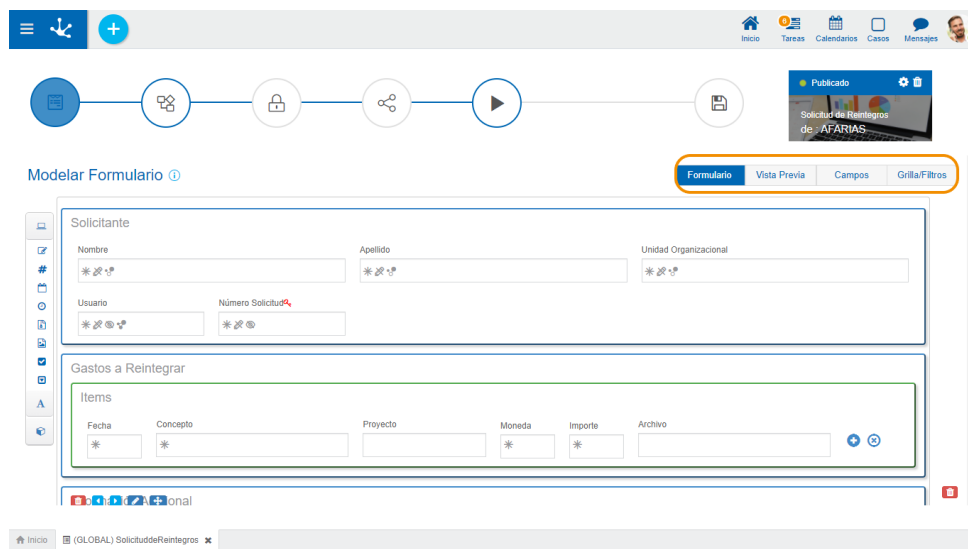 0
Inicio Tareas Calendarios Casos Mensajes
Publicado
Solicitud de Reintegros
de : AFARIAS
Modelar Formulario
Formulario Vista Previa Campos Grilla/Filtros
Solicitante
Nombre Apellido Unidad Organizacional
Usuario Número Solicitud
Gastos a Reintegrar
Items
Fecha Concepto Proyecto Moneda Importe Archivo
A
onal
Inicio (GLOBAL) SolicituddeReintegros